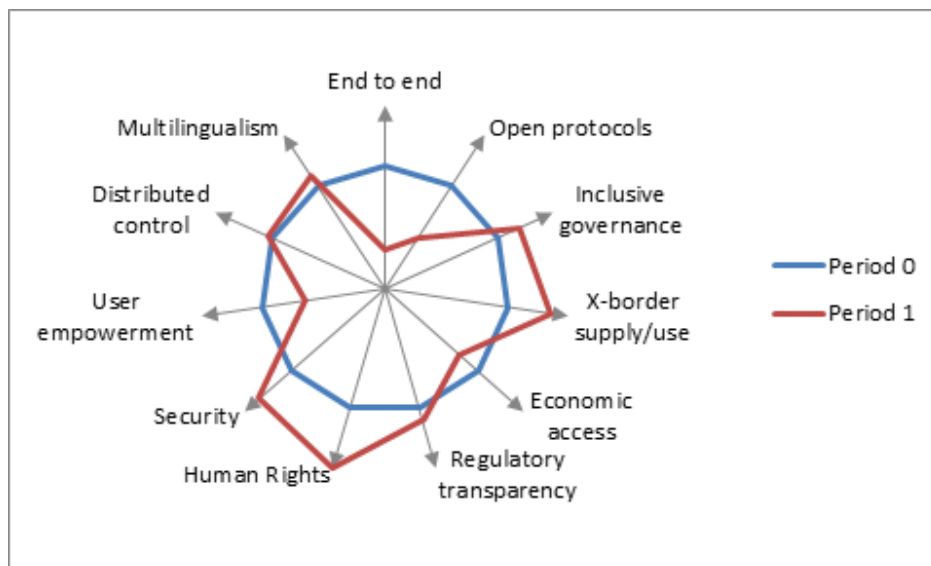 End to end
Multilingualism
Open protocols
Distributed
control
Inclusive
governance
Period 0
Period 1
User
empowerment
X-border
supply/use
Economic
access
Security
Human Rights
Regulatory
transparency